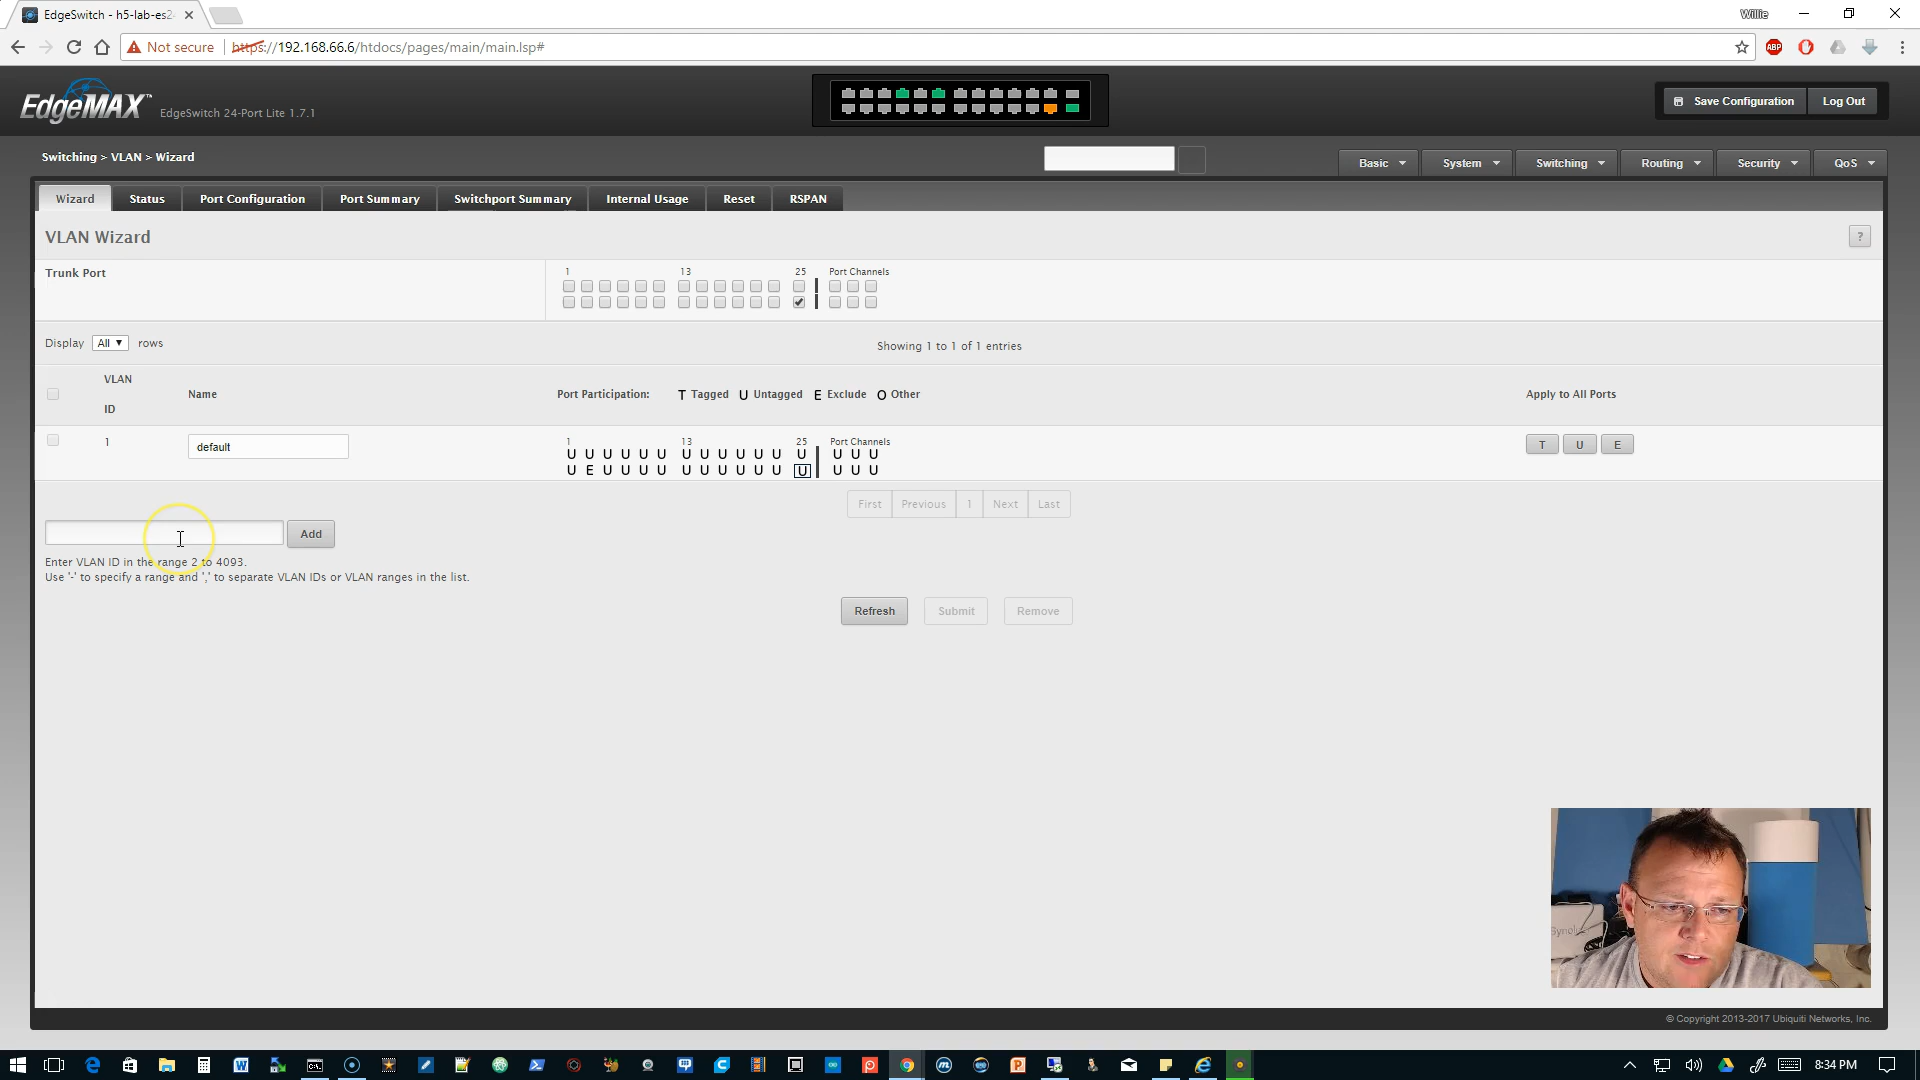 EdgeSwitch - h5-lab-es24
Willie
Not secure
https://192.168.66.6/htdocs/pages/main/main.lsp#
ABP
EdgeMAX™
EdgeSwitch 24-Port Lite 1.7.1
Save Configuration
Log Out
Switching > VLAN > Wizard
Basic
System
Switching
Routing
Security
QoS
Wizard
Status
Port Configuration
Port Summary
Switchport Summary
Internal Usage
Reset
RSPAN
VLAN Wizard
?
Trunk Port
1 13 25 Port Channels
Display All rows
Showing 1 to 1 of 1 entries
VLAN
ID
Name
Port Participation: T Tagged U Untagged E Exclude O Other
Apply to All Ports
1
default
1 13 25 Port Channels
U U U U U U U U U U U U U U U U
U E U U U U U U U U U U U U U U
T U E
First Previous 1 Next Last
Add
Enter VLAN ID in the range 2 to 4093.
Use '-' to specify a range and ',' to separate VLAN IDs or VLAN ranges in the list.
Refresh
Submit
Remove
© Copyright 2013-2017 Ubiquiti Networks, Inc.
8:34 PM